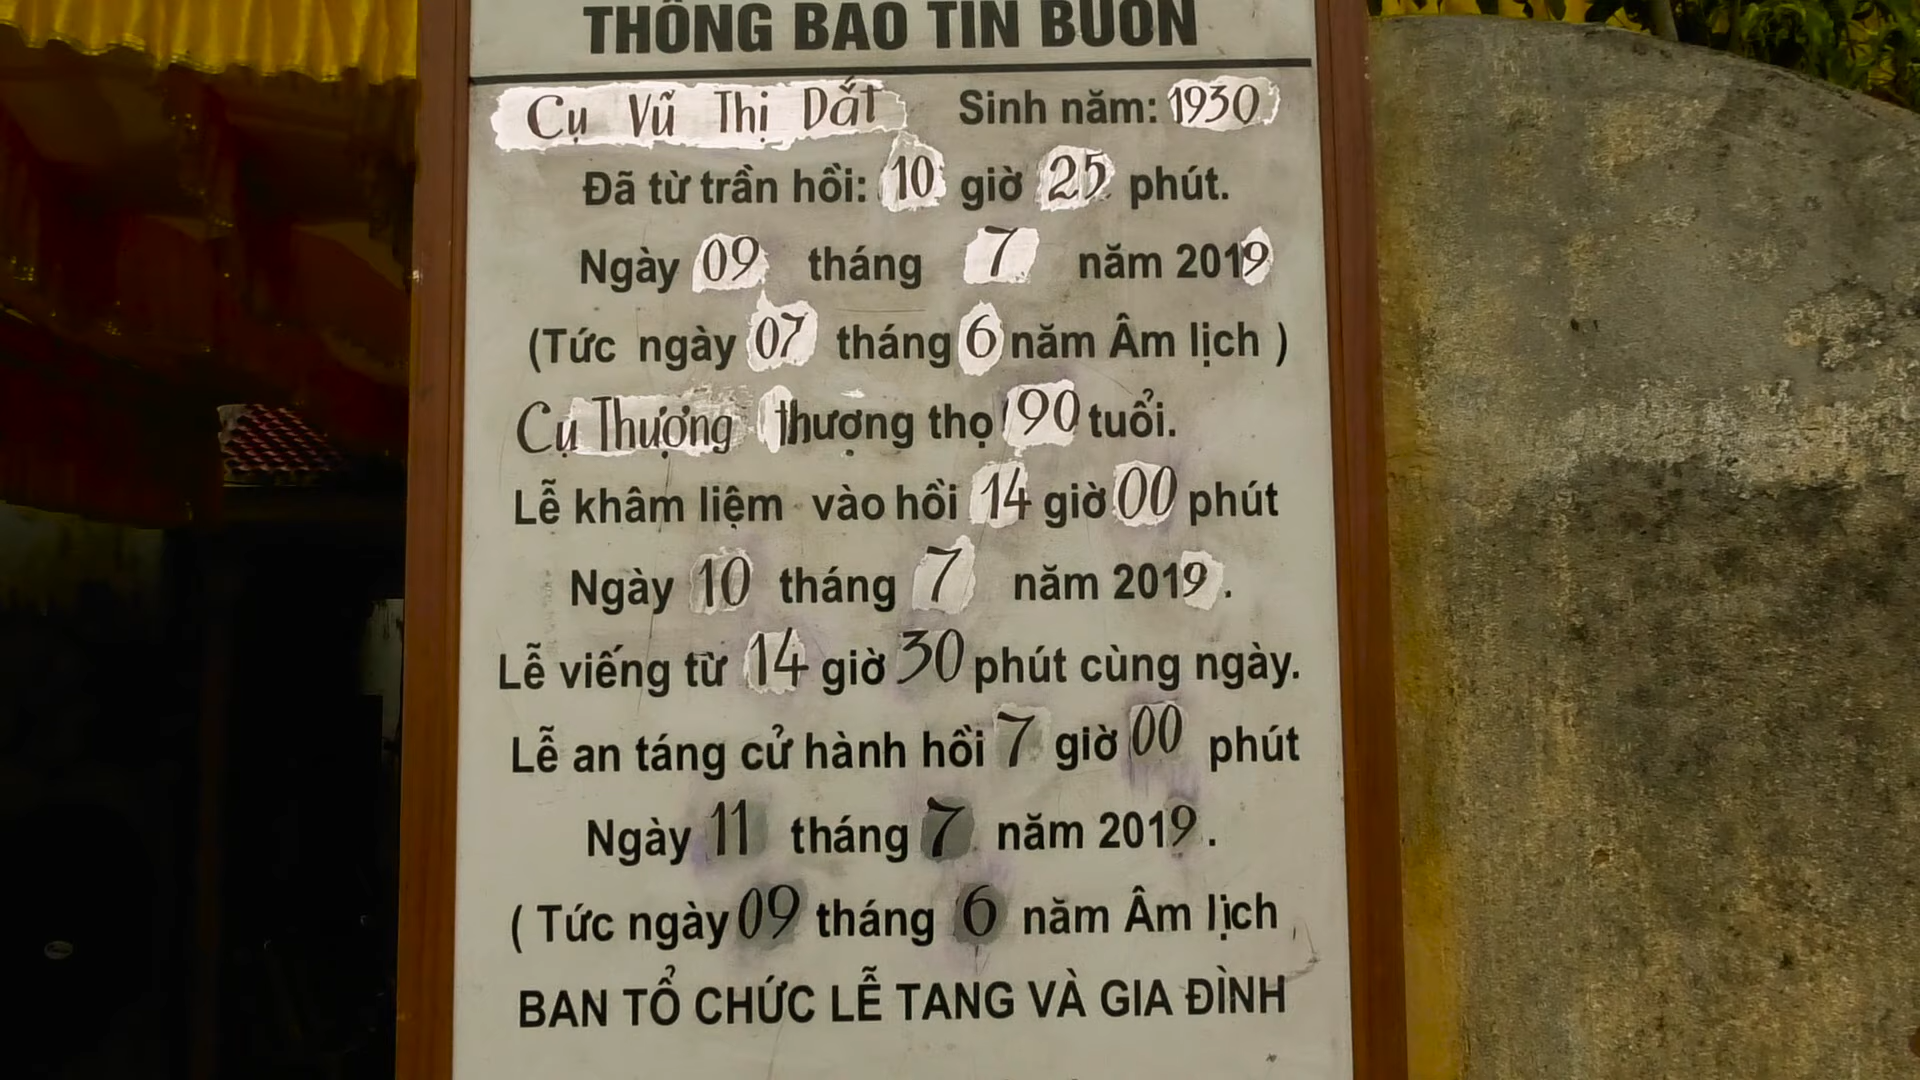 THÔNG BÁO TIN BUỒN
Cụ Vũ Thị Dắt Sinh năm: 1930
Đã từ trần hồi: 10 giờ 25 phút.
Ngày 09 tháng 7 năm 2019
(Tức ngày 07 tháng 6 năm Âm lịch )
Cụ Thượng thượng thọ 90 tuổi.
Lễ khâm liệm vào hồi 14 giờ 00 phút
Ngày 10 tháng 7 năm 2019.
Lễ viếng từ 14 giờ 30 phút cùng ngày.
Lễ an táng cử hành hồi 7 giờ 00 phút
Ngày 11 tháng 7 năm 2019.
( Tức ngày 09 tháng 6 năm Âm lịch
BAN TỔ CHỨC LỄ TANG VÀ GIA ĐÌNH